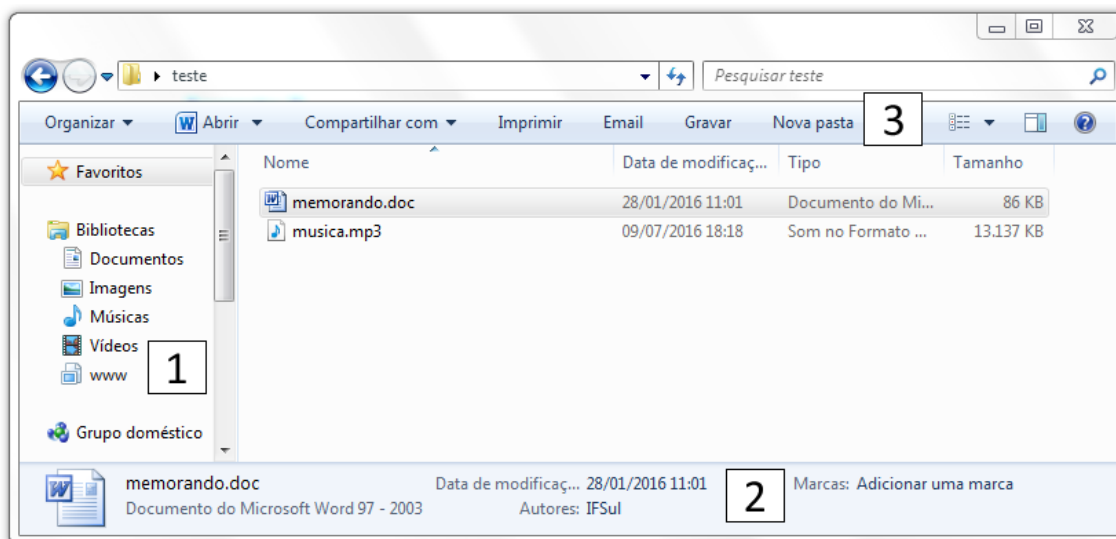 teste
Pesquisar teste
Organizar Abrir Compartilhar com Imprimir Email Gravar Nova pasta 3
Favoritos
Bibliotecas
Documentos
Imagens
Músicas
Vídeos
www
1
Grupo doméstico
Nome Data de modificaç... Tipo Tamanho
memorando.doc 28/01/2016 11:01 Documento do Mi... 86 KB
musica.mp3 09/07/2016 18:18 Som no Formato ... 13.137 KB
memorando.doc Data de modificaç... 28/01/2016 11:01 2 Marcas: Adicionar uma marca
Documento do Microsoft Word 97 - 2003 Autores: IFSul